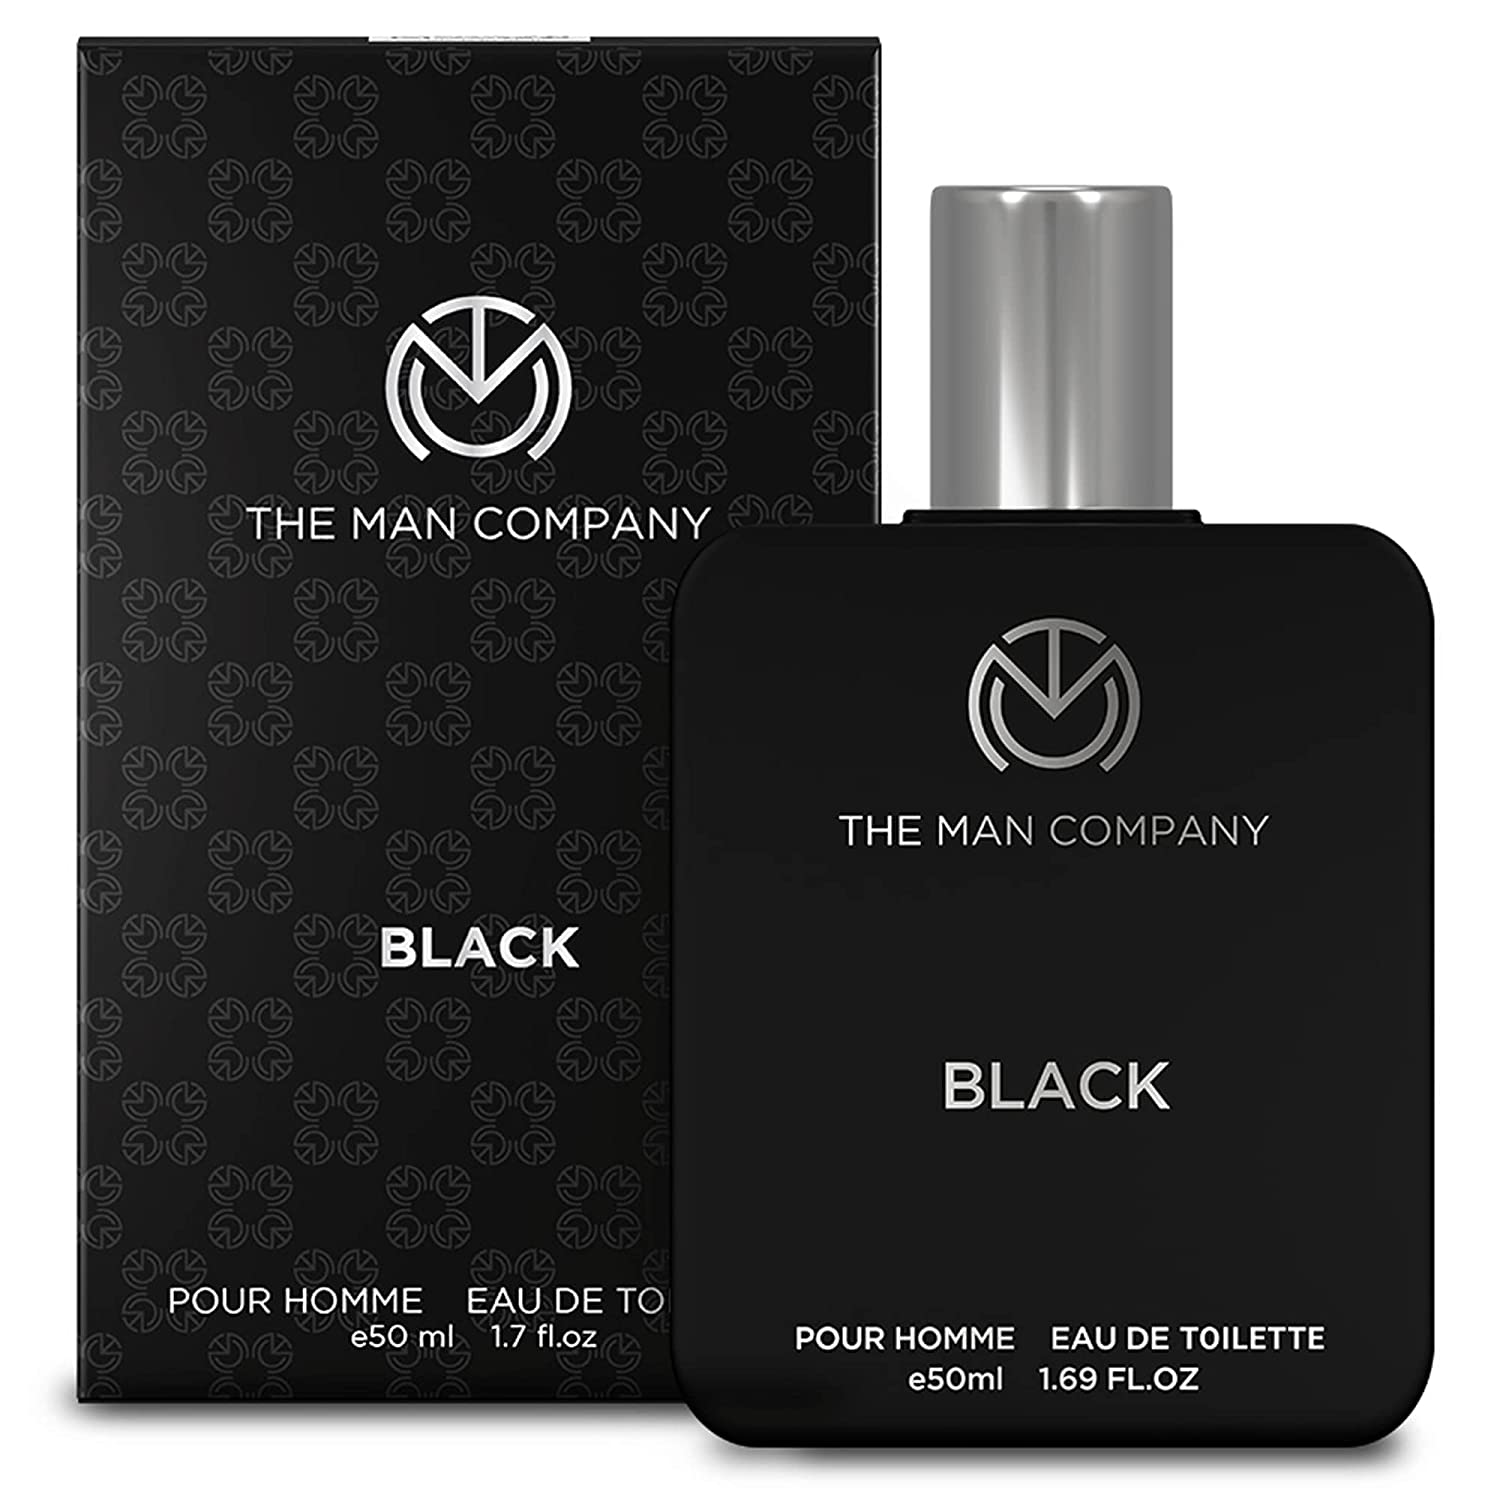 THE MAN COMPANY
BLACK
POUR HOMME EAU DE TO
e50 ml 1.7 fl.oz
THE MAN COMPANY
BLACK
POUR HOMME EAU DE T0ILETTE
e50ml 1.69 FL.OZ